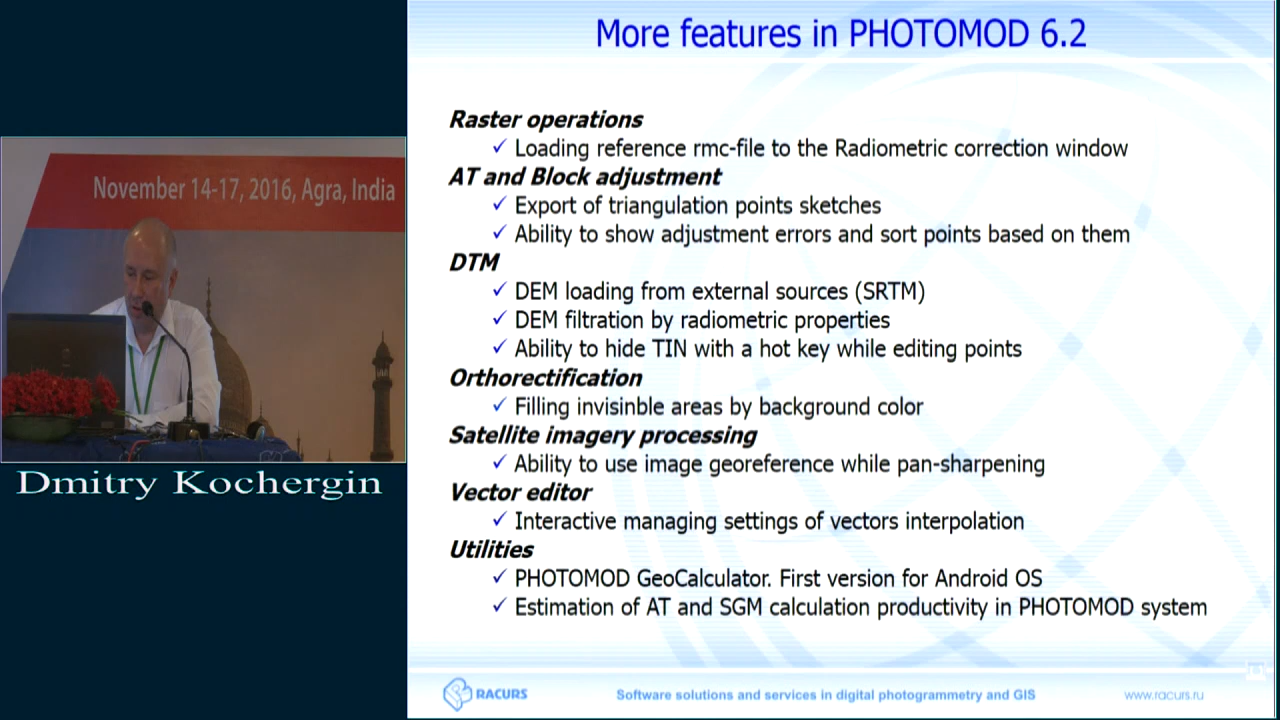 More features in PHOTOMOD 6.2
Raster operations
✓ Loading reference rmc-file to the Radiometric correction window
AT and Block adjustment
✓ Export of triangulation points sketches
✓ Ability to show adjustment errors and sort points based on them
DTM
✓ DEM loading from external sources (SRTM)
✓ DEM filtration by radiometric properties
✓ Ability to hide TIN with a hot key while editing points
Orthorectification
✓ Filling invisinble areas by background color
Satellite imagery processing
✓ Ability to use image georeference while pan-sharpening
Vector editor
✓ Interactive managing settings of vectors interpolation
Utilities
✓ PHOTOMOD GeoCalculator. First version for Android OS
✓ Estimation of AT and SGM calculation productivity in PHOTOMOD system
RACURS
Software solutions and services in digital photogrammetry and GIS
www.racurs.ru
November 14-17, 2016, Agra, India
Dmitry Kochergin